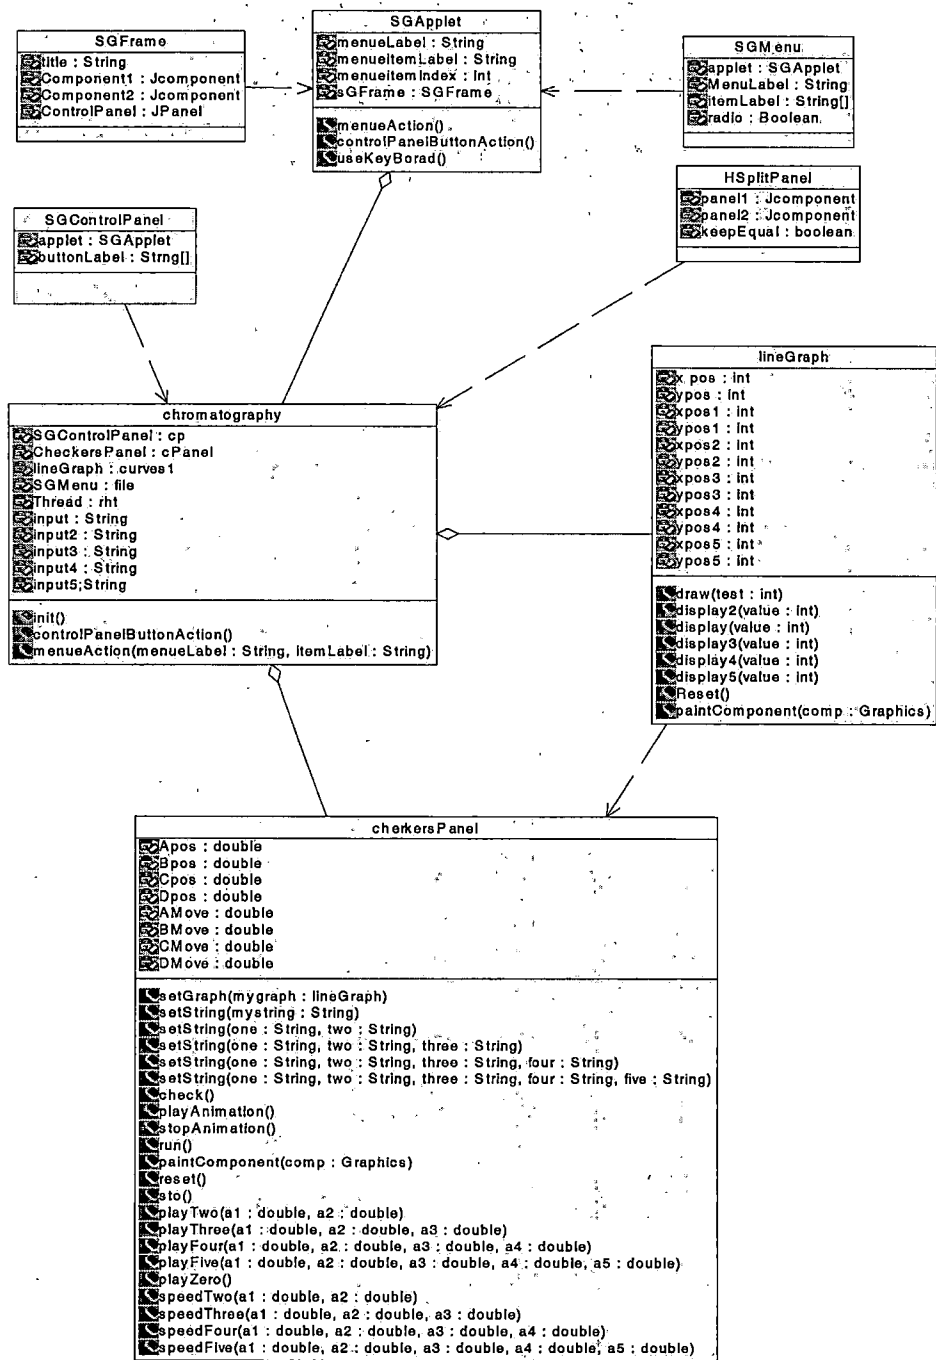 SGApplet
menueLabel : String
menueitemLabel : String
menueitemIndex : Int
sGFrame : SGFrame
menueAction()
controlPanelButtonAction()
useKeyBorad()
SGFrame
title : String
Component1 : Jcomponent
Component2 : Jcomponent
ControlPanel : JPanel
SGMenu
applet : SGApplet
MenuLabel : String
itemLabel : String[]
radio : Boolean
HSplitPanel
panel1 : Jcomponent
panel2 : Jcomponent
keepEqual : boolean
SGControlPanel
applet : SGApplet
buttonLabel : Strng[]
lineGraph
x pos : int
ypos : int
xpos1 : int
ypos1 : int
xpos2 : int
ypos2 : int
xpos3 : int
ypos3 : int
xpos4 : int
ypos4 : int
xpos5 : int
ypos5 : int
draw(test : int)
display2(value : int)
display(value : int)
display3(value : int)
display4(value : int)
display5(value : int)
Reset()
paintComponent(comp : Graphics)
chromatography
SGControlPanel : cp
CheckersPanel : cPanel
lineGraph : curves1
SGMenu : file
Thread : rht
input : String
input2 : String
input3 : String
input4 : String
input5;String
init()
controlPanelButtonAction()
menueAction(menueLabel : String, itemLabel : String)
cherkersPanel
Apos : double
Bpos : double
Cpos : double
Dpos : double
AMove : double
BMove : double
CMove : double
DMove : double
setGraph(mygraph : lineGraph)
setString(mystring : String)
setString(one : String, two : String)
setString(one : String, two : String, three : String)
setString(one : String, two : String, three : String, four : String)
setString(one : String, two : String, three : String, four : String, five : String)
check()
playAnimation()
stopAnimation()
run()
paintComponent(comp : Graphics)
reset()
sto()
playTwo(a1 : double, a2 : double)
playThree(a1 : double, a2 : double, a3 : double)
playFour(a1 : double, a2 : double, a3 : double, a4 : double)
playFive(a1 : double, a2 : double, a3 : double, a4 : double, a5 : double)
playZero()
speedTwo(a1 : double, a2 : double)
speedThree(a1 : double, a2 : double, a3 : double)
speedFour(a1 : double, a2 : double, a3 : double, a4 : double)
speedFive(a1 : double, a2 : double, a3 : double, a4 : double, a5 : double)